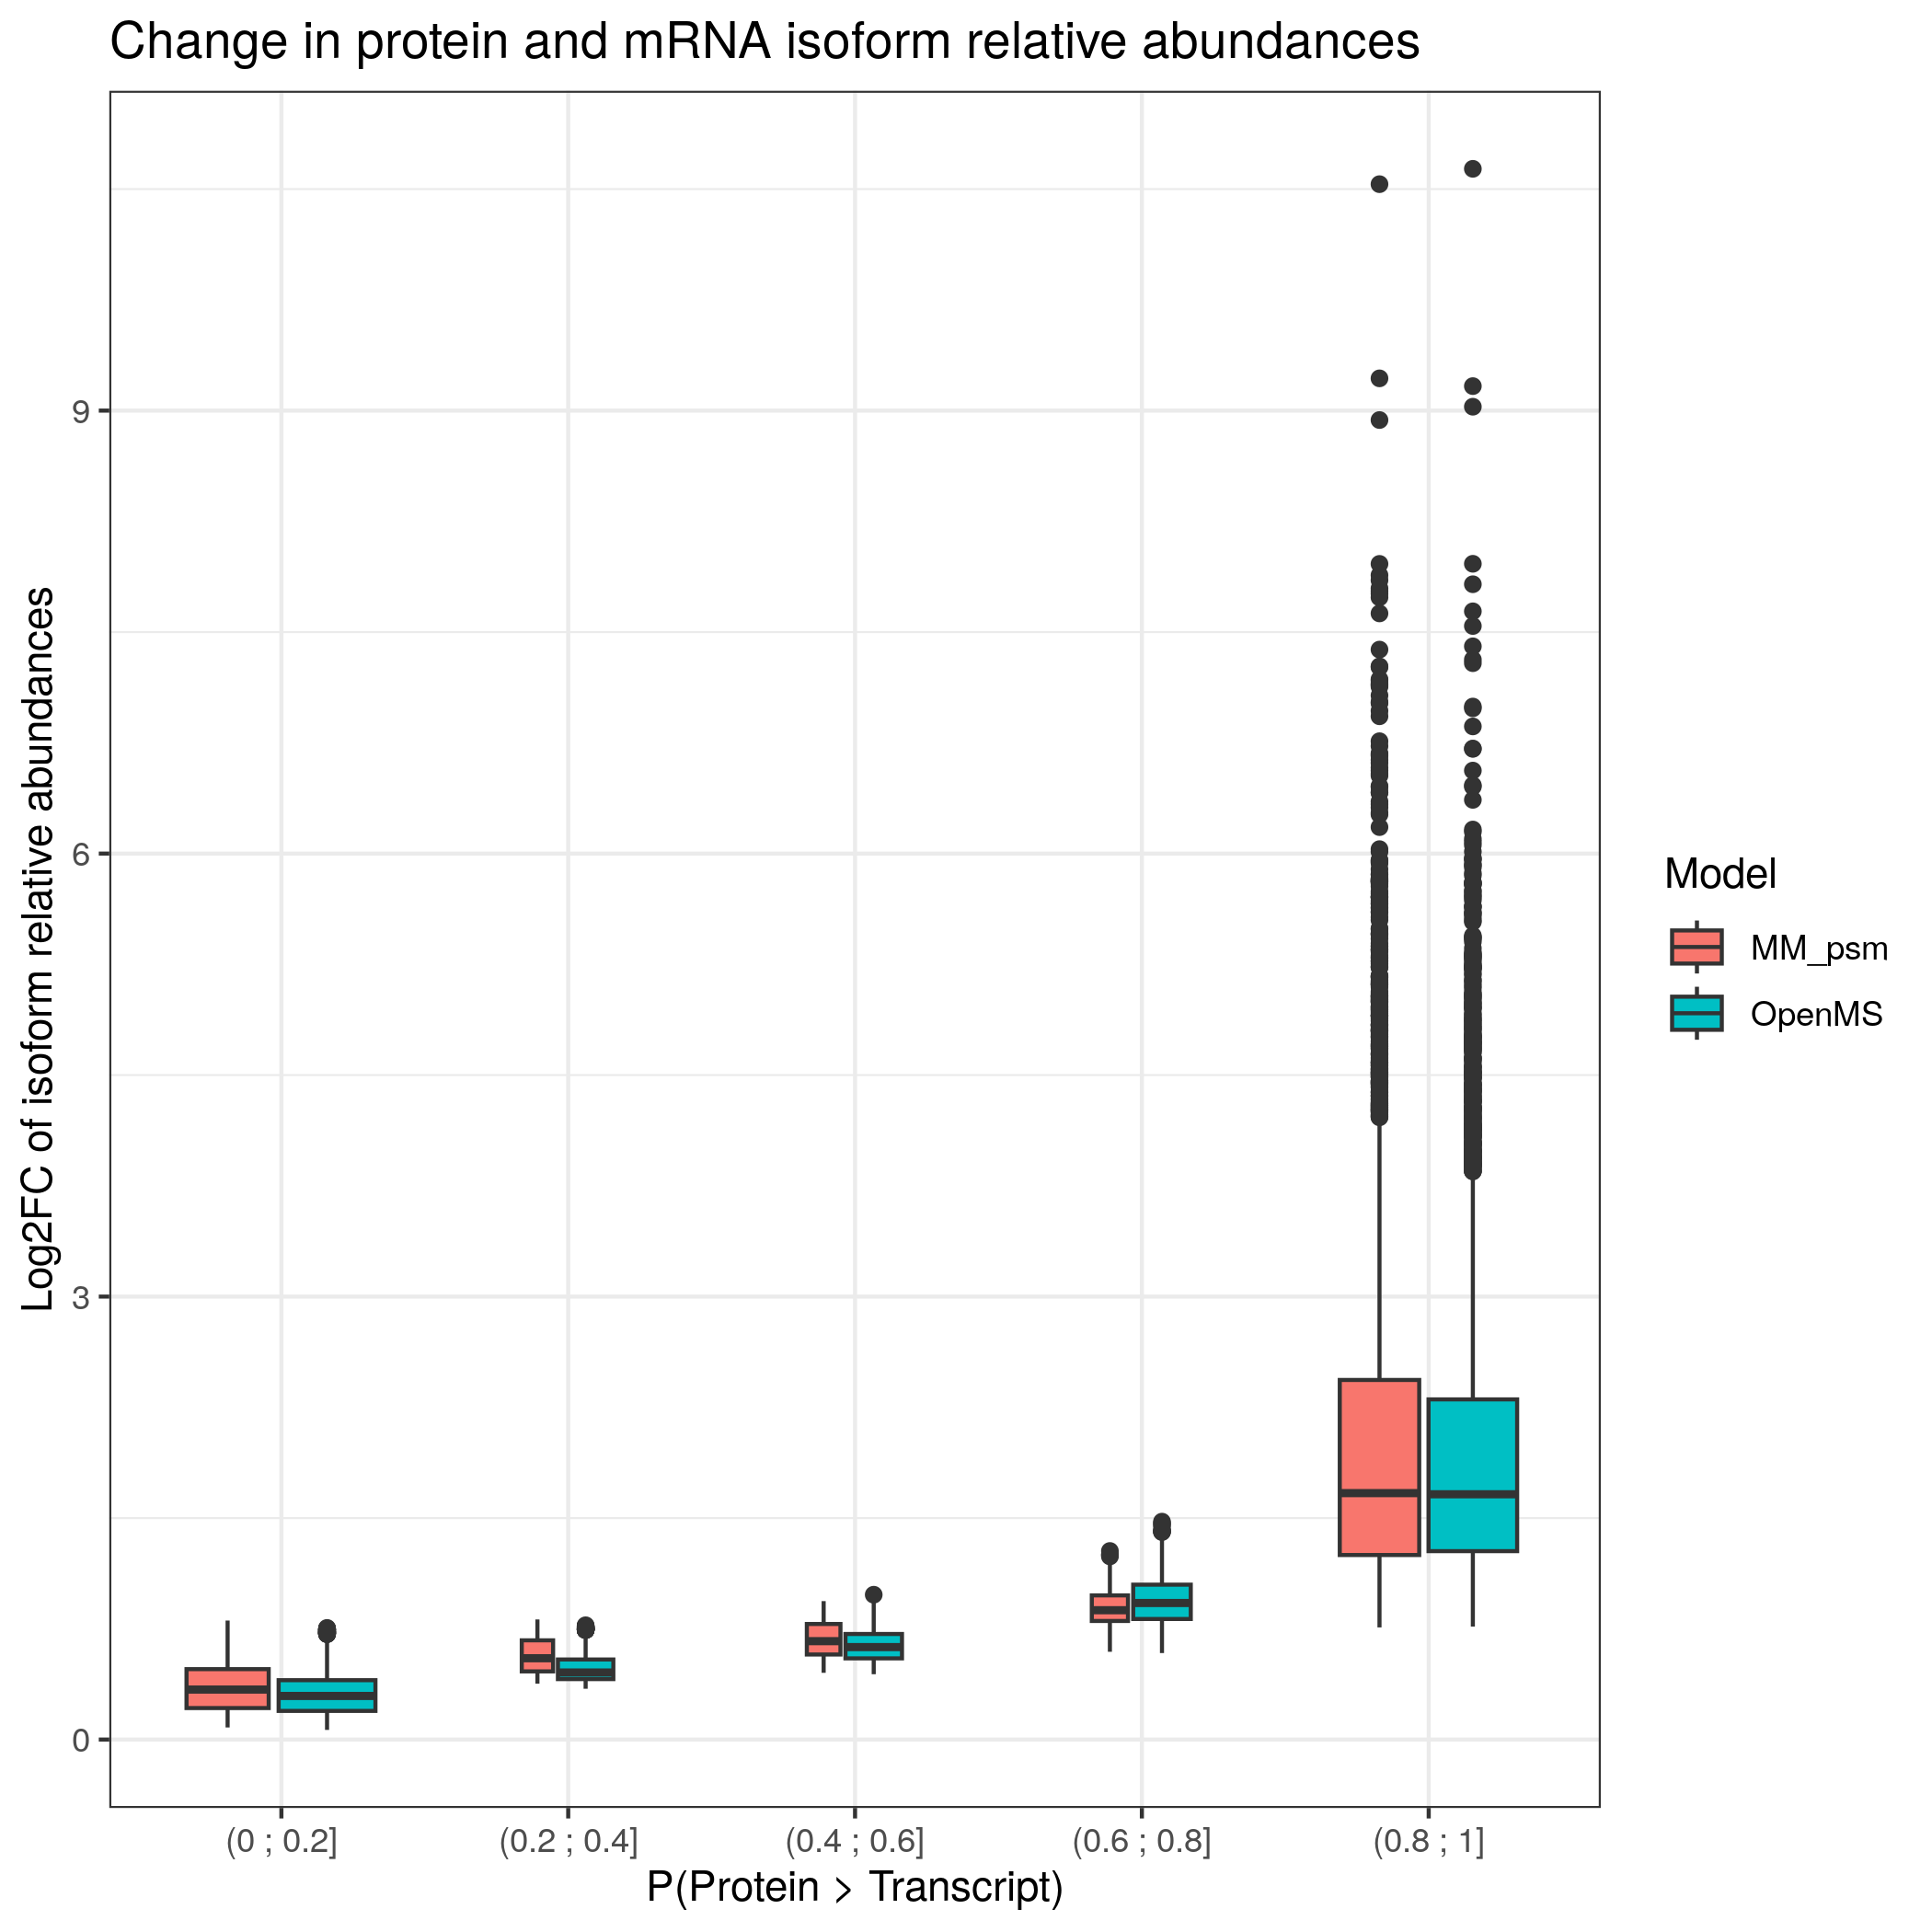 Change in protein and mRNA isoform relative abundances
Log2FC of isoform relative abundances
9
6
3
0
(0 ; 0.2]
(0.2 ; 0.4]
(0.4 ; 0.6]
(0.6 ; 0.8]
(0.8 ; 1]
P(Protein > Transcript)
Model
MM_psm
OpenMS